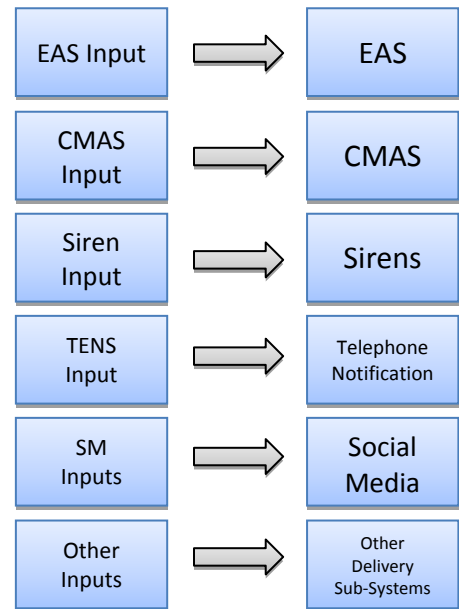 EAS Input
EAS
CMAS
Input
CMAS
Siren
Input
Sirens
TENS
Input
Telephone
Notification
SM
Inputs
Social
Media
Other
Inputs
Other
Delivery
Sub-Systems